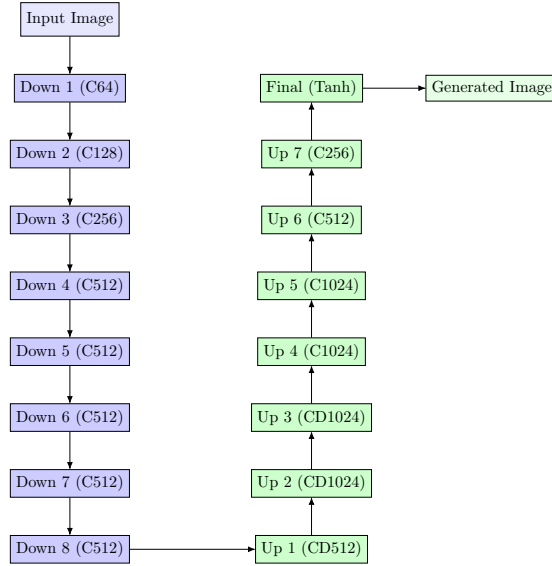 Input Image
Down 1 (C64)
Down 2 (C128)
Down 3 (C256)
Down 4 (C512)
Down 5 (C512)
Down 6 (C512)
Down 7 (C512)
Down 8 (C512)
Up 1 (CD512)
Up 2 (CD1024)
Up 3 (CD1024)
Up 4 (C1024)
Up 5 (C1024)
Up 6 (C512)
Up 7 (C256)
Final (Tanh)
Generated Image